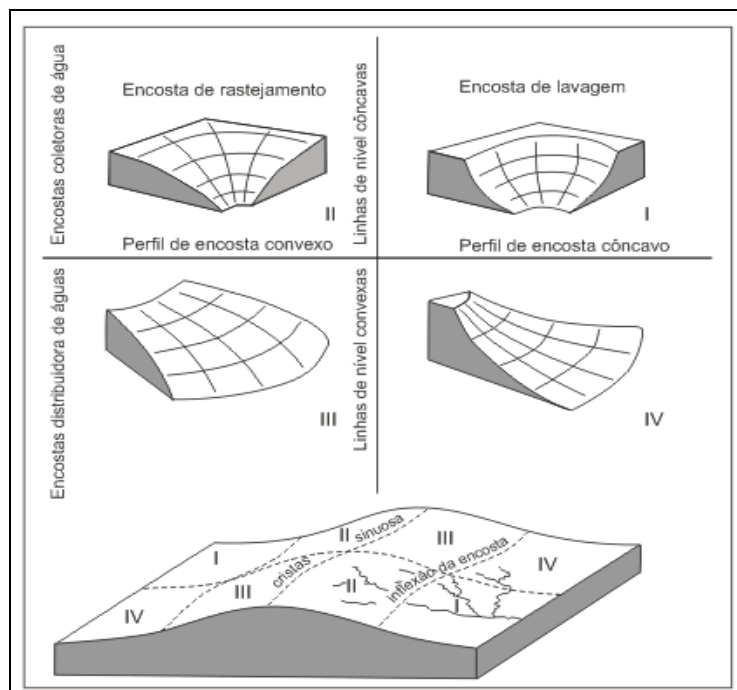 Encostas coletoras de água
Encosta de rastejamento
II
Perfil de encosta convexo
Linhas de nível côncavas
Encosta de lavagem
I
Perfil de encosta côncavo
Encostas distribuidora de águas
III
Linhas de nível convexas
IV
I
II
sinuosa
III
IV
cristas
III
II
inflexão da encosta
I
IV